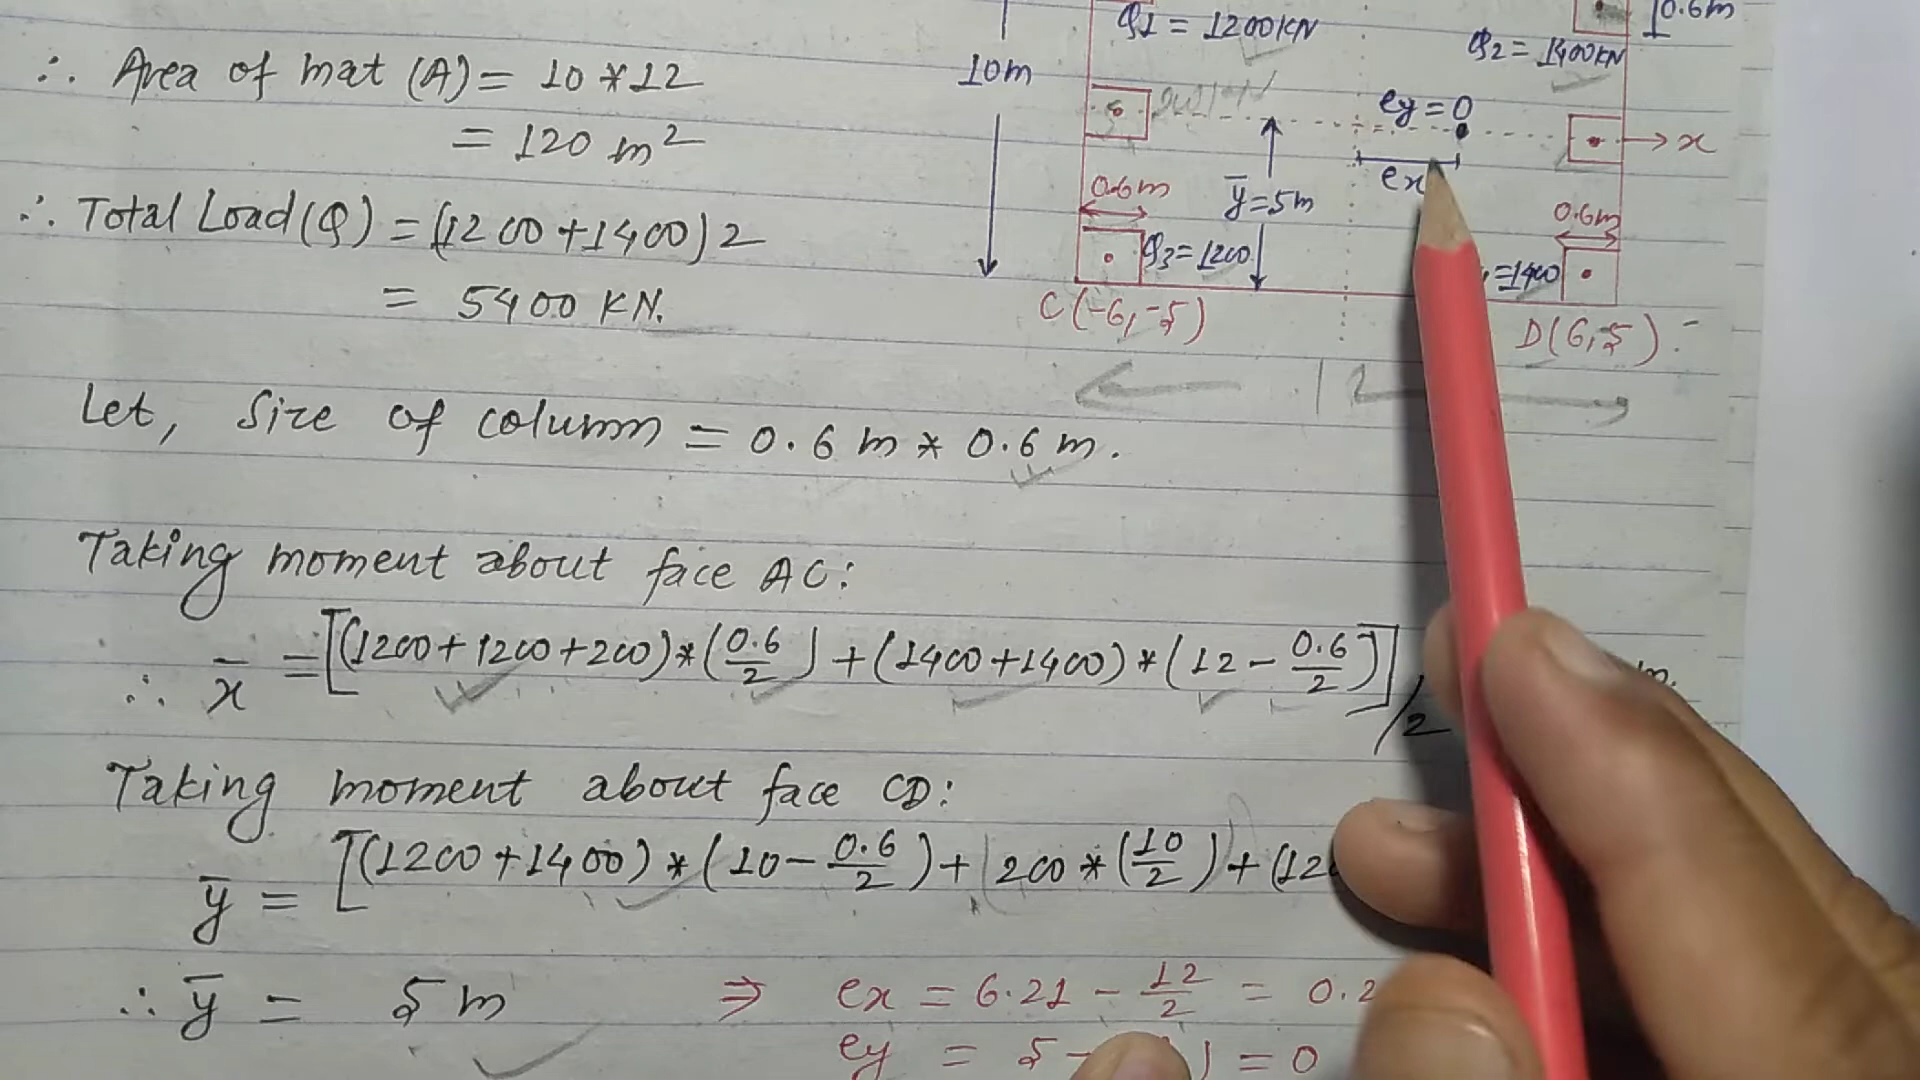 ∴ Area of mat (A) = 10 * 12
= 120 m²
∴ Total Load (Q) = (1200+1400)2
= 5400 KN.
Let, Size of column = 0.6 m * 0.6 m.
Taking moment about face AC:
∴ x̄ = [(1200+1200+200)*(0.6/2) + (1400+1400)*(12 - 0.6/2)]/2
Taking moment about face CD:
ȳ = [(1200+1400)*(10 - 0.6/2) + 200*(10/2) + (12
∴ ȳ = 5 m ⇒ ex = 6.21 - 12/2 = 0.2
ey = 5 - ) = 0
Q1 = 1200KN
0.6m
Q2 = 1400KN
10m
ey = 0
x
ex
0.6m
ȳ = 5m
0.6m
Q3 = 1200
= 1400
C(-6,-5)
D(6,-5)
12
m.